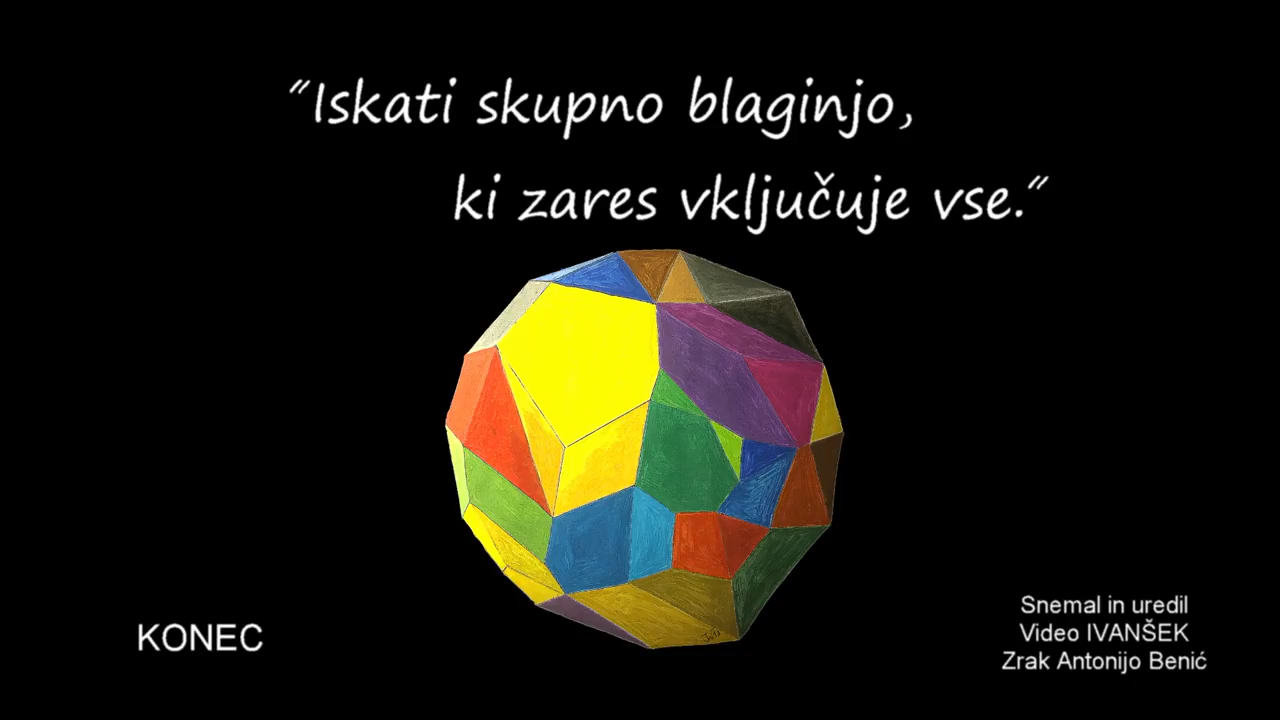 “Iskati skupno blaginjo,
ki zares vključuje vse.“
KONEC
Snemal in uredil
Video IVANŠEK
Zrak Antonijo Benić